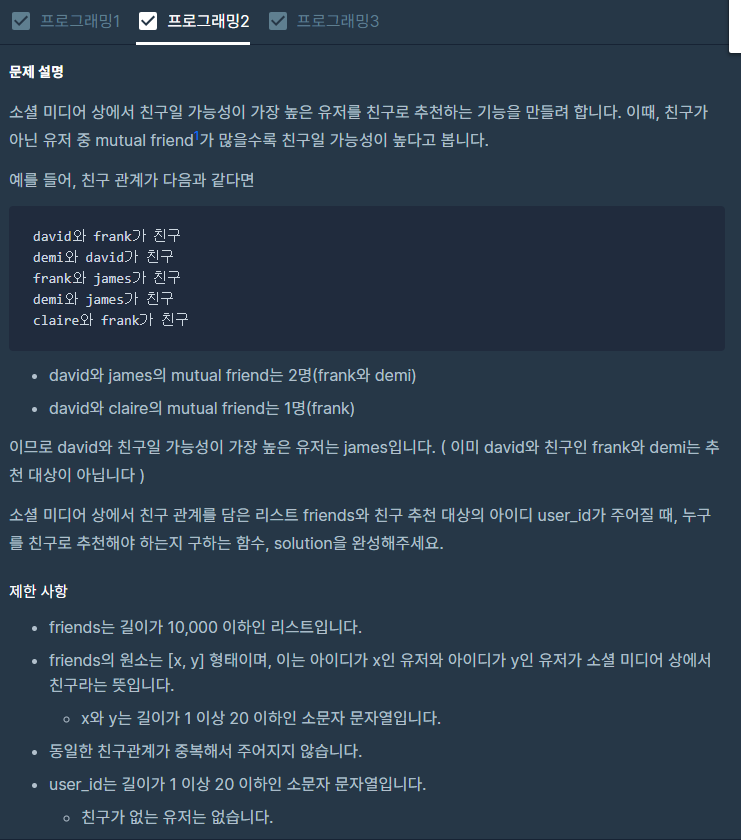 프로그래밍1 프로그래밍2 프로그래밍3
문제 설명
소셜 미디어 상에서 친구일 가능성이 가장 높은 유저를 친구로 추천하는 기능을 만들려 합니다. 이때, 친구가
아닌 유저 중 mutual friend1가 많을수록 친구일 가능성이 높다고 봅니다.
예를 들어, 친구 관계가 다음과 같다면
david와 frank가 친구
demi와 david가 친구
frank와 james가 친구
demi와 james가 친구
claire와 frank가 친구
• david와 james의 mutual friend는 2명(frank와 demi)
• david와 claire의 mutual friend는 1명(frank)
이므로 david와 친구일 가능성이 가장 높은 유저는 james입니다. ( 이미 david와 친구인 frank와 demi는 추
천 대상이 아닙니다 )
소셜 미디어 상에서 친구 관계를 담은 리스트 friends와 친구 추천 대상의 아이디 user_id가 주어질 때, 누구
를 친구로 추천해야 하는지 구하는 함수, solution을 완성해주세요.
제한 사항
• friends는 길이가 10,000 이하인 리스트입니다.
• friends의 원소는 [x, y] 형태이며, 이는 아이디가 x인 유저와 아이디가 y인 유저가 소셜 미디어 상에서
친구라는 뜻입니다.
◦ x와 y는 길이가 1 이상 20 이하인 소문자 문자열입니다.
• 동일한 친구관계가 중복해서 주어지지 않습니다.
• user_id는 길이가 1 이상 20 이하인 소문자 문자열입니다.
◦ 친구가 없는 유저는 없습니다.